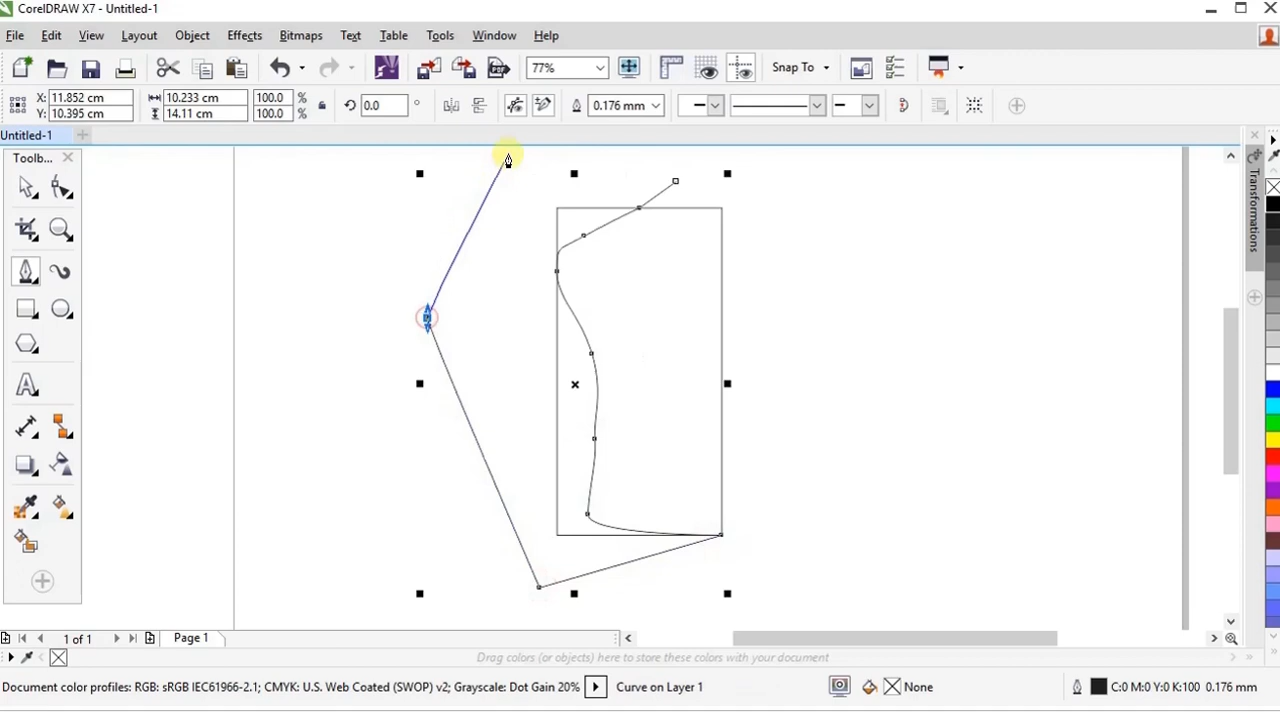 CorelDRAW X7 - Untitled-1
File Edit View Layout Object Effects Bitmaps Text Table Tools Window Help
PDF 77% Snap To
X: 11.852 cm 10.233 cm 100.0 % 0.0 ° 0.176 mm
Y: 10.395 cm 14.11 cm 100.0 %
Untitled-1
Toolb...
Transformations
1 of 1 Page 1
Drag colors (or objects) here to store these colors with your document
Document color profiles: RGB: sRGB IEC61966-2.1; CMYK: U.S. Web Coated (SWOP) v2; Grayscale: Dot Gain 20% Curve on Layer 1 None C:0 M:0 Y:0 K:100 0.176 mm